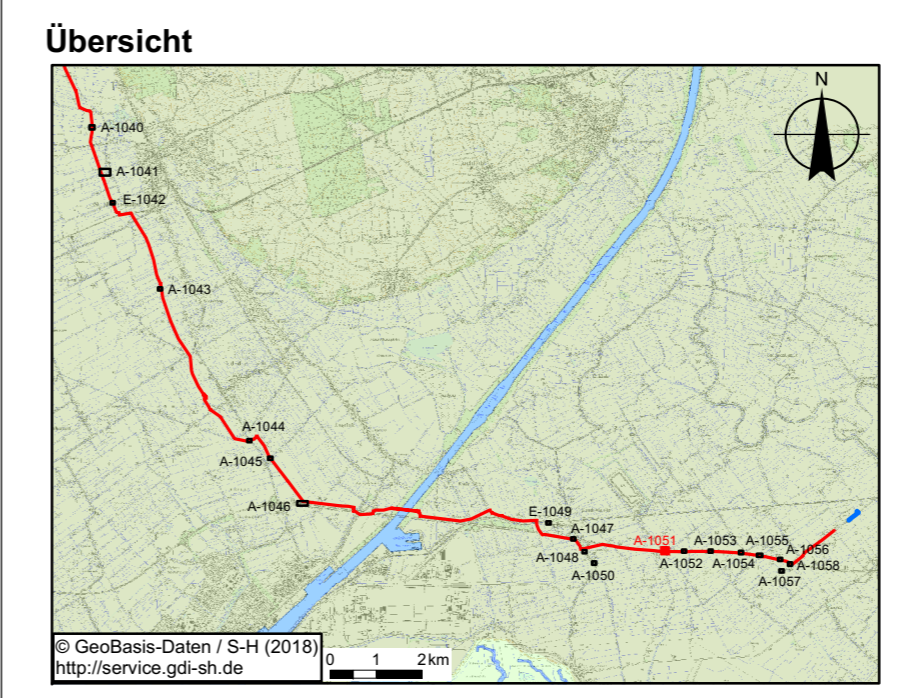 Übersicht
N
A-1040
A-1041
E-1042
A-1043
A-1044
A-1045
A-1046
E-1049
A-1047
A-1048
A-1050
A-1051
A-1052
A-1053
A-1054
A-1055
A-1056
A-1057
A-1058
© GeoBasis-Daten / S-H (2018)
http://service.gdi-sh.de
0 1 2 km